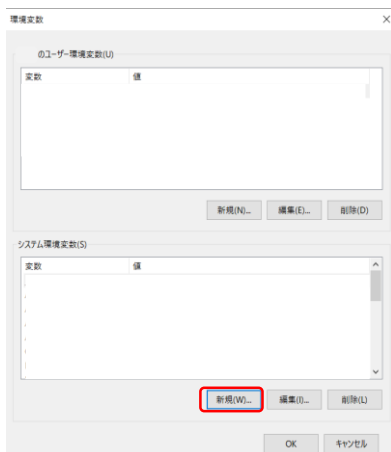 環境変数
のユーザー環境変数(U)
変数 値
新規(N)... 編集(E)... 削除(D)
システム環境変数(S)
変数 値
新規(W)... 編集(I)... 削除(L)
OK キャンセル